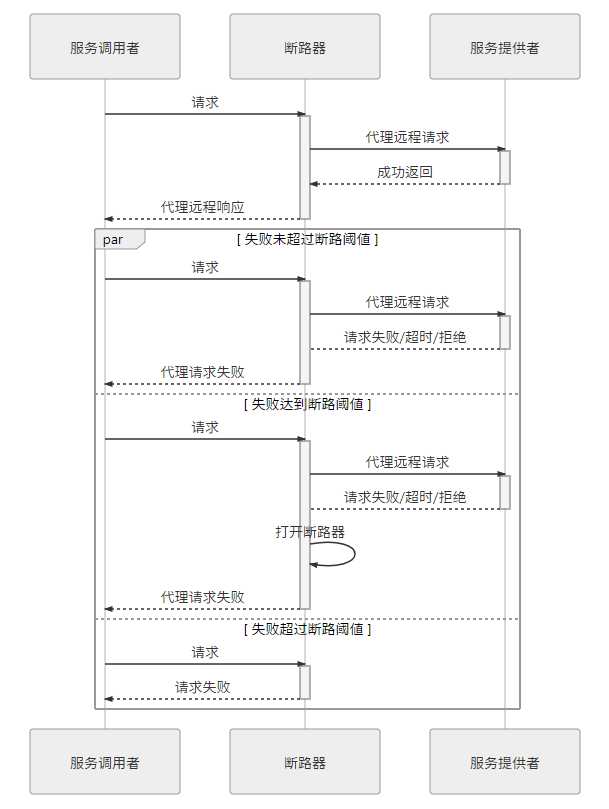 服务调用者
断路器
服务提供者
请求
代理远程请求
成功返回
代理远程响应
par
[ 失败未超过断路阈值 ]
请求
代理远程请求
请求失败/超时/拒绝
代理请求失败
[ 失败达到断路阈值 ]
请求
代理远程请求
请求失败/超时/拒绝
打开断路器
代理请求失败
[ 失败超过断路阈值 ]
请求
请求失败
服务调用者
断路器
服务提供者